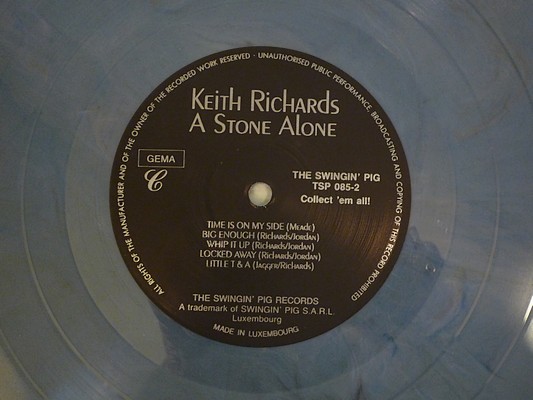 ALL RIGHTS OF THE MANUFACTURER AND OF THE OWNER OF THE RECORDED WORK RESERVED · UNAUTHORISED PUBLIC PERFORMANCE, BROADCASTING AND COPYING OF THIS RECORD PROHIBITED
Keith Richards
A Stone Alone
GEMA
C
THE SWINGIN' PIG
TSP 085-2
Collect 'em all!
TIME IS ON MY SIDE (Meade)
BIG ENOUGH (Richards/Jordan)
WHIP IT UP (Richards/Jordan)
LOCKED AWAY (Richards/Jordan)
LITTLE T & A (Jagger/Richards)
THE SWINGIN' PIG RECORDS
A trademark of SWINGIN' PIG S.A.R.L.
Luxembourg
MADE IN LUXEMBOURG